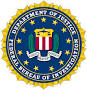 DEPARTMENT OF JUSTICE
FEDERAL BUREAU OF INVESTIGATION